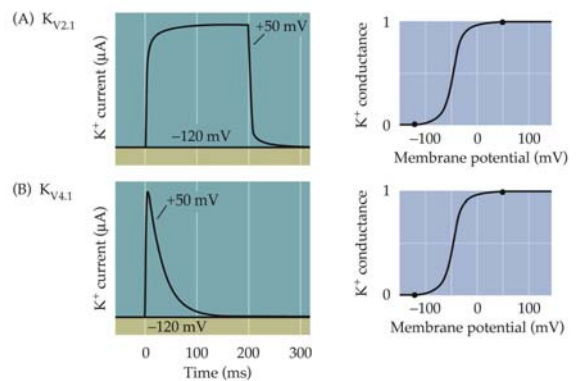 (A) K_V2.1
K⁺ current (μA)
+50 mV
−120 mV
K⁺ conductance
1
0
−100 0 100
Membrane potential (mV)
(B) K_V4.1
K⁺ current (μA)
+50 mV
−120 mV
0 100 200 300
Time (ms)
K⁺ conductance
1
0
−100 0 100
Membrane potential (mV)